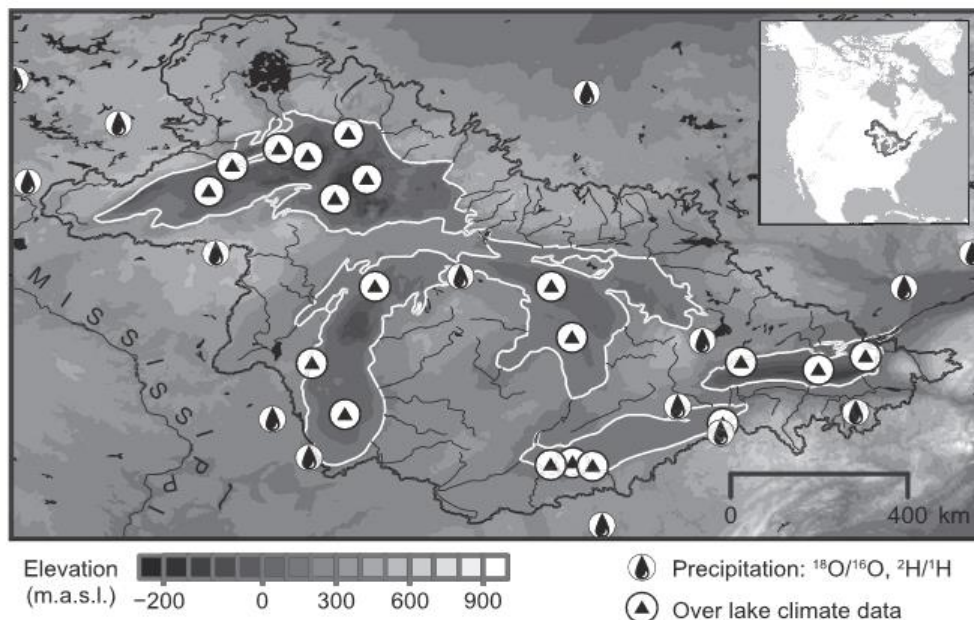 MISSISSIPPI
0 400 km
Elevation
(m.a.s.l.)
−200 0 300 600 900
Precipitation: ¹⁸O/¹⁶O, ²H/¹H
Over lake climate data